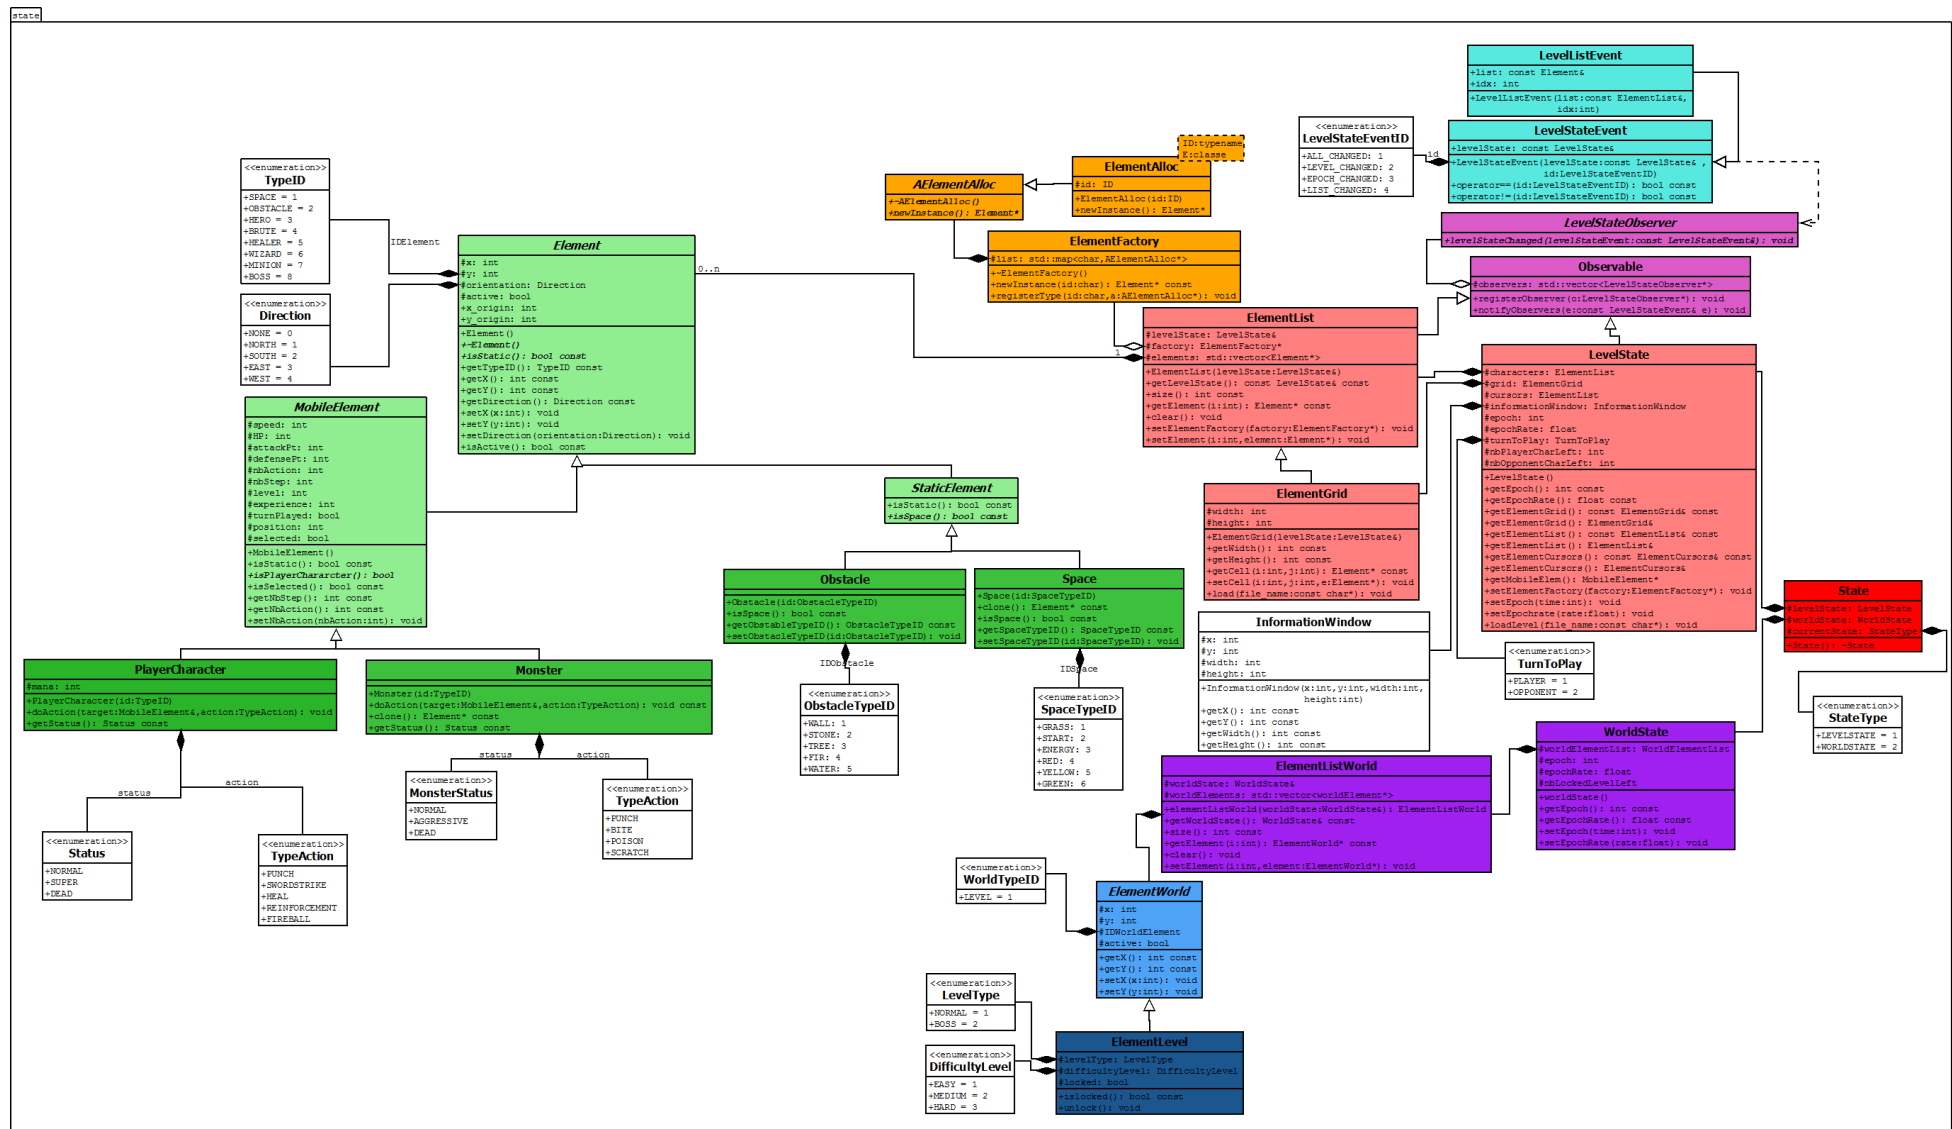 state
LevelListEvent
+list: const Element&
+idx: int
+LevelListEvent(list:const ElementList&,
idx:int)
<<enumeration>>
LevelStateEventID
+ALL_CHANGED: 1
+LEVEL_CHANGED: 2
+EPOCH_CHANGED: 3
+LIST_CHANGED: 4
id
LevelStateEvent
+levelState: const LevelState&
+LevelStateEvent(levelState:const LevelState& ,
id:LevelStateEventID)
+operator==(id:LevelStateEventID): bool const
+operator!=(id:LevelStateEventID): bool const
ID:typename
E:classe
ElementAlloc
#id: ID
+ElementAlloc(id:ID)
+newInstance(): Element*
AElementAlloc
+~AElementAlloc()
+newInstance(): Element*
<<enumeration>>
TypeID
+SPACE = 1
+OBSTACLE = 2
+HERO = 3
+BRUTE = 4
+HEALER = 5
+WIZARD = 6
+MINION = 7
+BOSS = 8
IDElement
<<enumeration>>
Direction
+NONE = 0
+NORTH = 1
+SOUTH = 2
+EAST = 3
+WEST = 4
Element
#x: int
#y: int
#orientation: Direction
#active: bool
+x_origin: int
+y_origin: int
+Element()
+~Element()
+isStatic(): bool const
+getTypeID(): TypeID const
+getX(): int const
+getY(): int const
+getDirection(): Direction const
+setX(x:int): void
+setY(y:int): void
+setDirection(orientation:Direction): void
+isActive(): bool const
0..n
1
ElementFactory
#list: std::map<char,AElementAlloc*>
+~ElementFactory()
+newInstance(id:char): Element* const
+registerType(id:char,a:AElementAlloc*): void
LevelStateObserver
+levelStateChanged(levelStateEvent:const LevelStateEvent&): void
Observable
#observers: std::vector<LevelStateObserver*>
+registerObserver(o:LevelStateObserver*): void
+notifyObservers(e:const LevelStateEvent& e): void
ElementList
#levelState: LevelState&
#factory: ElementFactory*
#elements: std::vector<Element*>
+ElementList(levelState:LevelState&)
+getLevelState(): const LevelState& const
+size(): int const
+getElement(i:int): Element* const
+clear(): void
+setElementFactory(factory:ElementFactory*): void
+setElement(i:int,element:Element*): void
LevelState
#characters: ElementList
#grid: ElementGrid
#cursors: ElementList
#informationWindow: InformationWindow
#epoch: int
#epochRate: float
#turnToPlay: TurnToPlay
#nbPlayerCharLeft: int
#nbOpponentCharLeft: int
+LevelState()
+getEpoch(): int const
+getEpochRate(): float const
+getElementGrid(): const ElementGrid& const
+getElementGrid(): ElementGrid&
+getElementList(): const ElementList& const
+getElementList(): ElementList&
+getElementCursors(): const ElementCursors& const
+getElementCursors(): ElementCursors&
+getMobileElem(): MobileElement*
+setElementFactory(factory:ElementFactory*): void
+setEpoch(time:int): void
+setEpochrate(rate:float): void
+loadLevel(file_name:const char*): void
MobileElement
#speed: int
#HP: int
#attackPt: int
#defensePt: int
#nbAction: int
#nbStep: int
#level: int
#experience: int
#turnPlayed: bool
#position: int
#selected: bool
+MobileElement()
+isStatic(): bool const
+isPlayerChararcter(): bool
+isSelected(): bool const
+getNbStep(): int const
+getNbAction(): int const
+setNbAction(nbAction:int): void
StaticElement
+isStatic(): bool const
+isSpace(): bool const
ElementGrid
#width: int
#height: int
+ElementGrid(levelState:LevelState&)
+getWidth(): int const
+getHeight(): int const
+getCell(i:int,j:int): Element* const
+setCell(i:int,j:int,e:Element*): void
+load(file_name:const char*): void
Obstacle
+Obstacle(id:ObstacleTypeID)
+isSpace(): bool const
+getObstableTypeID(): ObstacleTypeID const
+setObstacleTypeID(id:ObstacleTypeID): void
Space
+Space(id:SpaceTypeID)
+clone(): Element* const
+isSpace(): bool const
+getSpaceTypeID(): SpaceTypeID const
+setSpaceTypeID(id:SpaceTypeID): void
State
#levelState: LevelState
#worldState: WorldState
#currentState: StateType
+State(): ~State
InformationWindow
#x: int
#y: int
#width: int
#height: int
+InformationWindow(x:int,y:int,width:int,
height:int)
+getX(): int const
+getY(): int const
+getWidth(): int const
+getHeight(): int const
<<enumeration>>
TurnToPlay
+PLAYER = 1
+OPPONENT = 2
<<enumeration>>
StateType
+LEVELSTATE = 1
+WORLDSTATE = 2
PlayerCharacter
#mana: int
+PlayerCharacter(id:TypeID)
+doAction(target:MobileElement&,action:TypeAction): void
+getStatus(): Status const
Monster
+Monster(id:TypeID)
+doAction(target:MobileElement&,action:TypeAction): void const
+clone(): Element* const
+getStatus(): Status const
IDObstacle
<<enumeration>>
ObstacleTypeID
+WALL: 1
+STONE: 2
+TREE: 3
+FIR: 4
+WATER: 5
IDSpace
<<enumeration>>
SpaceTypeID
+GRASS: 1
+START: 2
+ENERGY: 3
+RED: 4
+YELLOW: 5
+GREEN: 6
status
action
<<enumeration>>
MonsterStatus
+NORMAL
+AGGRESSIVE
+DEAD
<<enumeration>>
TypeAction
+PUNCH
+BITE
+POISON
+SCRATCH
status
action
<<enumeration>>
Status
+NORMAL
+SUPER
+DEAD
<<enumeration>>
TypeAction
+PUNCH
+SWORDSTRIKE
+HEAL
+REINFORCEMENT
+FIREBALL
WorldState
#worldElementList: WorldElementList
#epoch: int
#epochRate: float
#nbLockedLevelLeft
+worldState()
+getEpoch(): int const
+getEpochRate(): float const
+setEpoch(time:int): void
+setEpochRate(rate:float): void
ElementListWorld
#worldState: WorldState&
#worldElements: std::vector<worldElement*>
+elementListWorld(worldState:WorldState&): ElementListWorld
+getWorldState(): WorldState& const
+size(): int const
+getElement(i:int): ElementWorld* const
+clear(): void
+setElement(i:int,element:ElementWorld*): void
<<enumeration>>
WorldTypeID
+LEVEL = 1
ElementWorld
#x: int
#y: int
#IDWorldElement
#active: bool
+getX(): int const
+getY(): int const
+setX(x:int): void
+setY(y:int): void
<<enumeration>>
LevelType
+NORMAL = 1
+BOSS = 2
<<enumeration>>
DifficultyLevel
+EASY = 1
+MEDIUM = 2
+HARD = 3
ElementLevel
#levelType: LevelType
#difficultyLevel: DifficultyLevel
#locked: bool
+islocked(): bool const
+unlock(): void